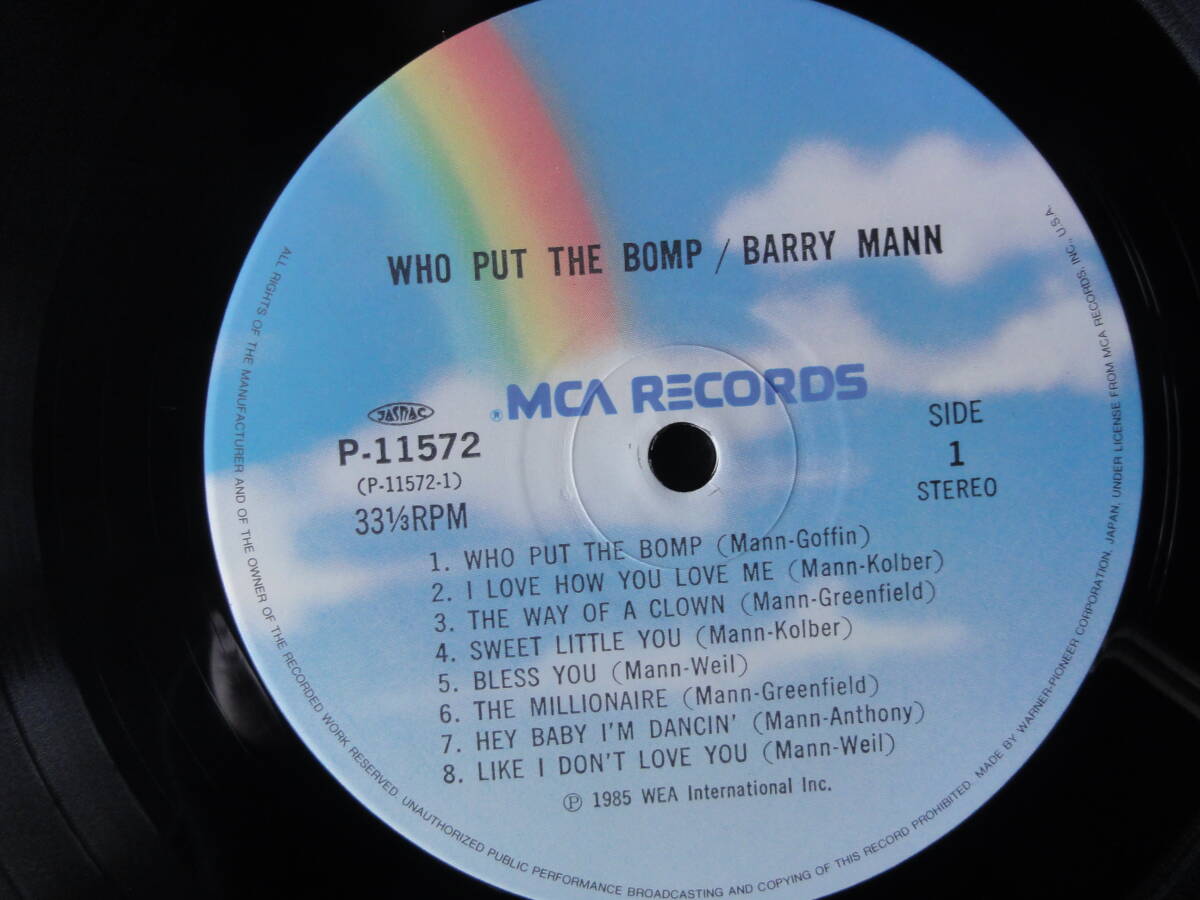 WHO PUT THE BOMP / BARRY MANN
® MCA RECORDS
JASRAC
P-11572
(P-11572-1)
33⅓RPM
SIDE
1
STEREO
1. WHO PUT THE BOMP (Mann-Goffin)
2. I LOVE HOW YOU LOVE ME (Mann-Kolber)
3. THE WAY OF A CLOWN (Mann-Greenfield)
4. SWEET LITTLE YOU (Mann-Kolber)
5. BLESS YOU (Mann-Weil)
6. THE MILLIONAIRE (Mann-Greenfield)
7. HEY BABY I'M DANCIN' (Mann-Anthony)
8. LIKE I DON'T LOVE YOU (Mann-Weil)
℗ 1985 WEA International Inc.
ALL RIGHTS OF THE MANUFACTURER AND OF THE OWNER OF THE RECORDED WORK RESERVED. UNAUTHORIZED PUBLIC PERFORMANCE BROADCASTING AND COPYING OF THIS RECORD PROHIBITED. MADE BY WARNER-PIONEER CORPORATION, JAPAN, UNDER LICENSE FROM MCA RECORDS, INC., U.S.A.